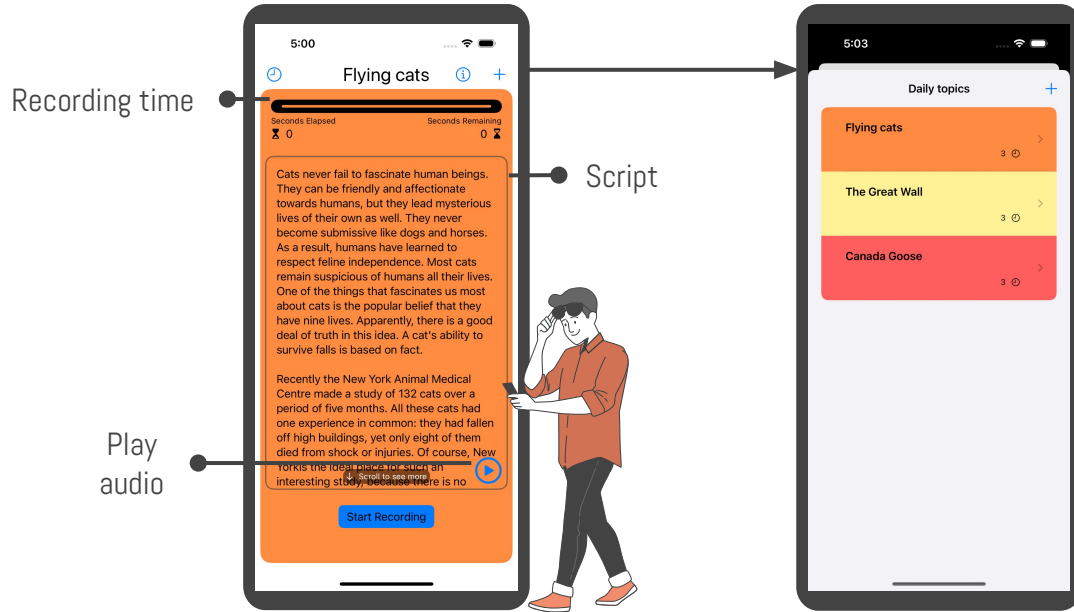 5:00
Flying cats
Recording time
Seconds Elapsed
Seconds Remaining
0
0
Script
Cats never fail to fascinate human beings.
They can be friendly and affectionate
towards humans, but they lead mysterious
lives of their own as well. They never
become submissive like dogs and horses.
As a result, humans have learned to
respect feline independence. Most cats
remain suspicious of humans all their lives.
One of the things that fascinates us most
about cats is the popular belief that they
have nine lives. Apparently, there is a good
deal of truth in this idea. A cat's ability to
survive falls is based on fact.
Recently the New York Animal Medical
Centre made a study of 132 cats over a
period of five months. All these cats had
one experience in common: they had fallen
off high buildings, yet only eight of them
died from shock or injuries. Of course, New
Yorkis the ideal place for such an
interesting study, because there is no
↓ Scroll to see more
Play
audio
Start Recording
5:03
Daily topics
Flying cats
3
The Great Wall
3
Canada Goose
3